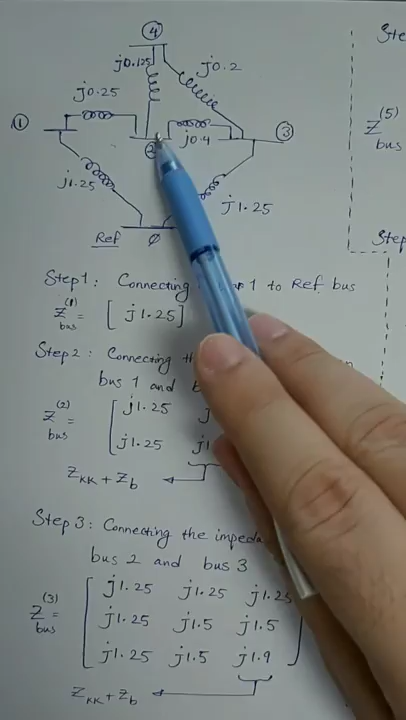 ④
j0.125
j0.2
j0.25
①
③
j0.4
j1.25
j1.25
Ref
0
Step1: Connecting 1 to Ref bus
Z bus (1) = [ j1.25 ]
Step 2: Connecting
bus 1 and
Z bus (2) = [ j1.25
j1.25
Zkk + Zb
Step 3: Connecting the
bus 2 and bus 3
Z bus (3) = [ j1.25 j1.25 j1.25
j1.25 j1.5 j1.5
j1.25 j1.5 j1.9 ]
Zkk + Zb
Z bus (5)